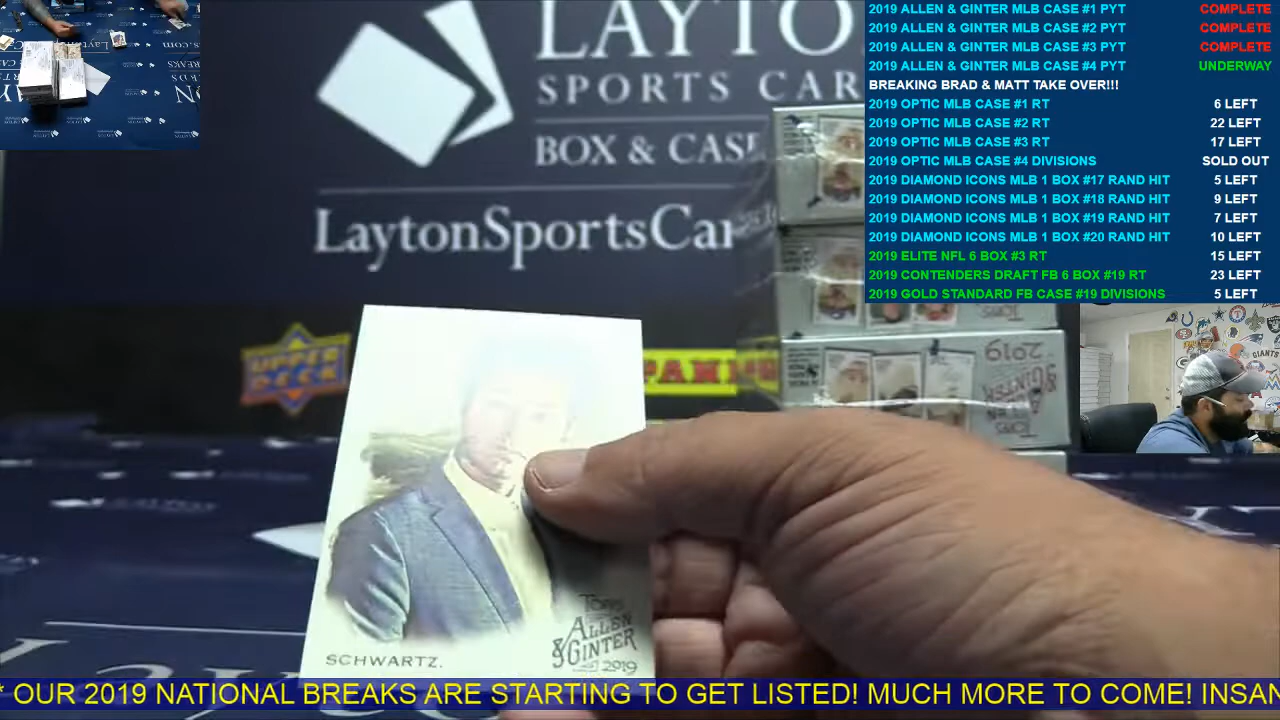 2019 ALLEN & GINTER MLB CASE #1 PYT COMPLETE
2019 ALLEN & GINTER MLB CASE #2 PYT COMPLETE
2019 ALLEN & GINTER MLB CASE #3 PYT COMPLETE
2019 ALLEN & GINTER MLB CASE #4 PYT UNDERWAY
BREAKING BRAD & MATT TAKE OVER!!!
2019 OPTIC MLB CASE #1 RT 6 LEFT
2019 OPTIC MLB CASE #2 RT 22 LEFT
2019 OPTIC MLB CASE #3 RT 17 LEFT
2019 OPTIC MLB CASE #4 DIVISIONS SOLD OUT
2019 DIAMOND ICONS MLB 1 BOX #17 RAND HIT 5 LEFT
2019 DIAMOND ICONS MLB 1 BOX #18 RAND HIT 9 LEFT
2019 DIAMOND ICONS MLB 1 BOX #19 RAND HIT 7 LEFT
2019 DIAMOND ICONS MLB 1 BOX #20 RAND HIT 10 LEFT
2019 ELITE NFL 6 BOX #3 RT 15 LEFT
2019 CONTENDERS DRAFT FB 6 BOX #19 RT 23 LEFT
2019 GOLD STANDARD FB CASE #19 DIVISIONS 5 LEFT
LAYTO
SPORTS CAR
BOX & CASE
LaytonSportsCar
UPPER DECK
PANINI
2019
GIANTS
TOPPS
ALLEN
& GINTER
2019
SCHWARTZ.
* OUR 2019 NATIONAL BREAKS ARE STARTING TO GET LISTED! MUCH MORE TO COME! INSAN